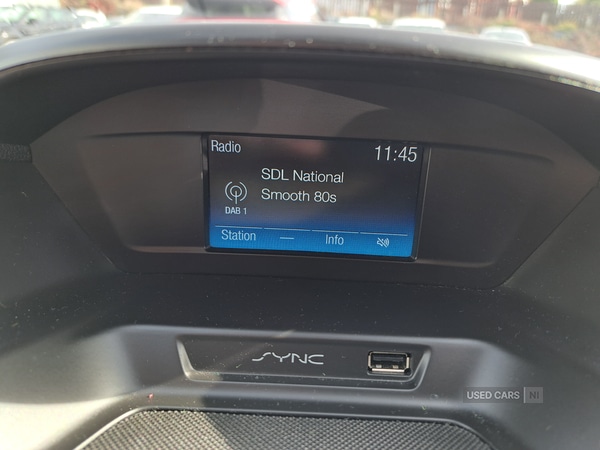 Radio
11:45
SDL National
Smooth 80s
DAB 1
Station
Info
SYNC
USED CARS NI